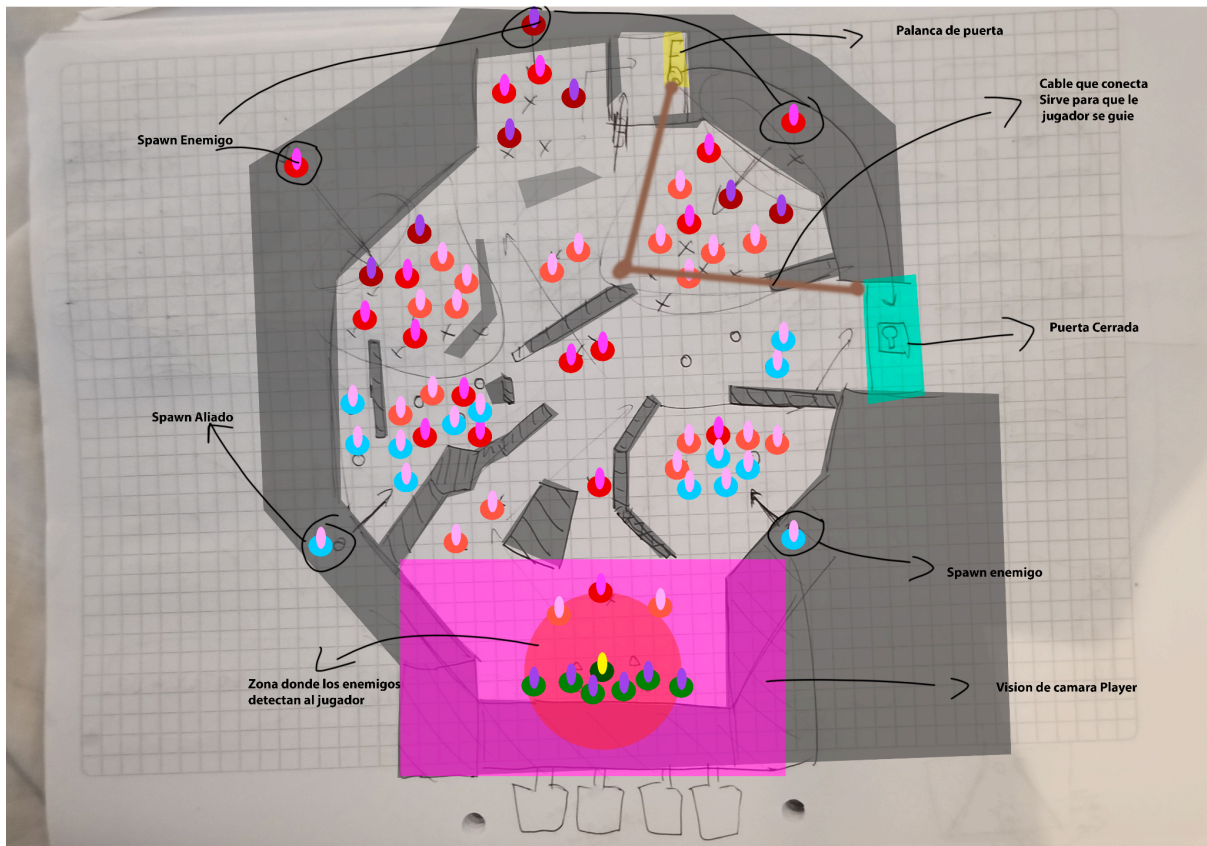 Palanca de puerta
Cable que conecta
Sirve para que le
jugador se guie
Spawn Enemigo
Puerta Cerrada
Spawn Aliado
Spawn enemigo
Zona donde los enemigos
detectan al jugador
Vision de camara Player